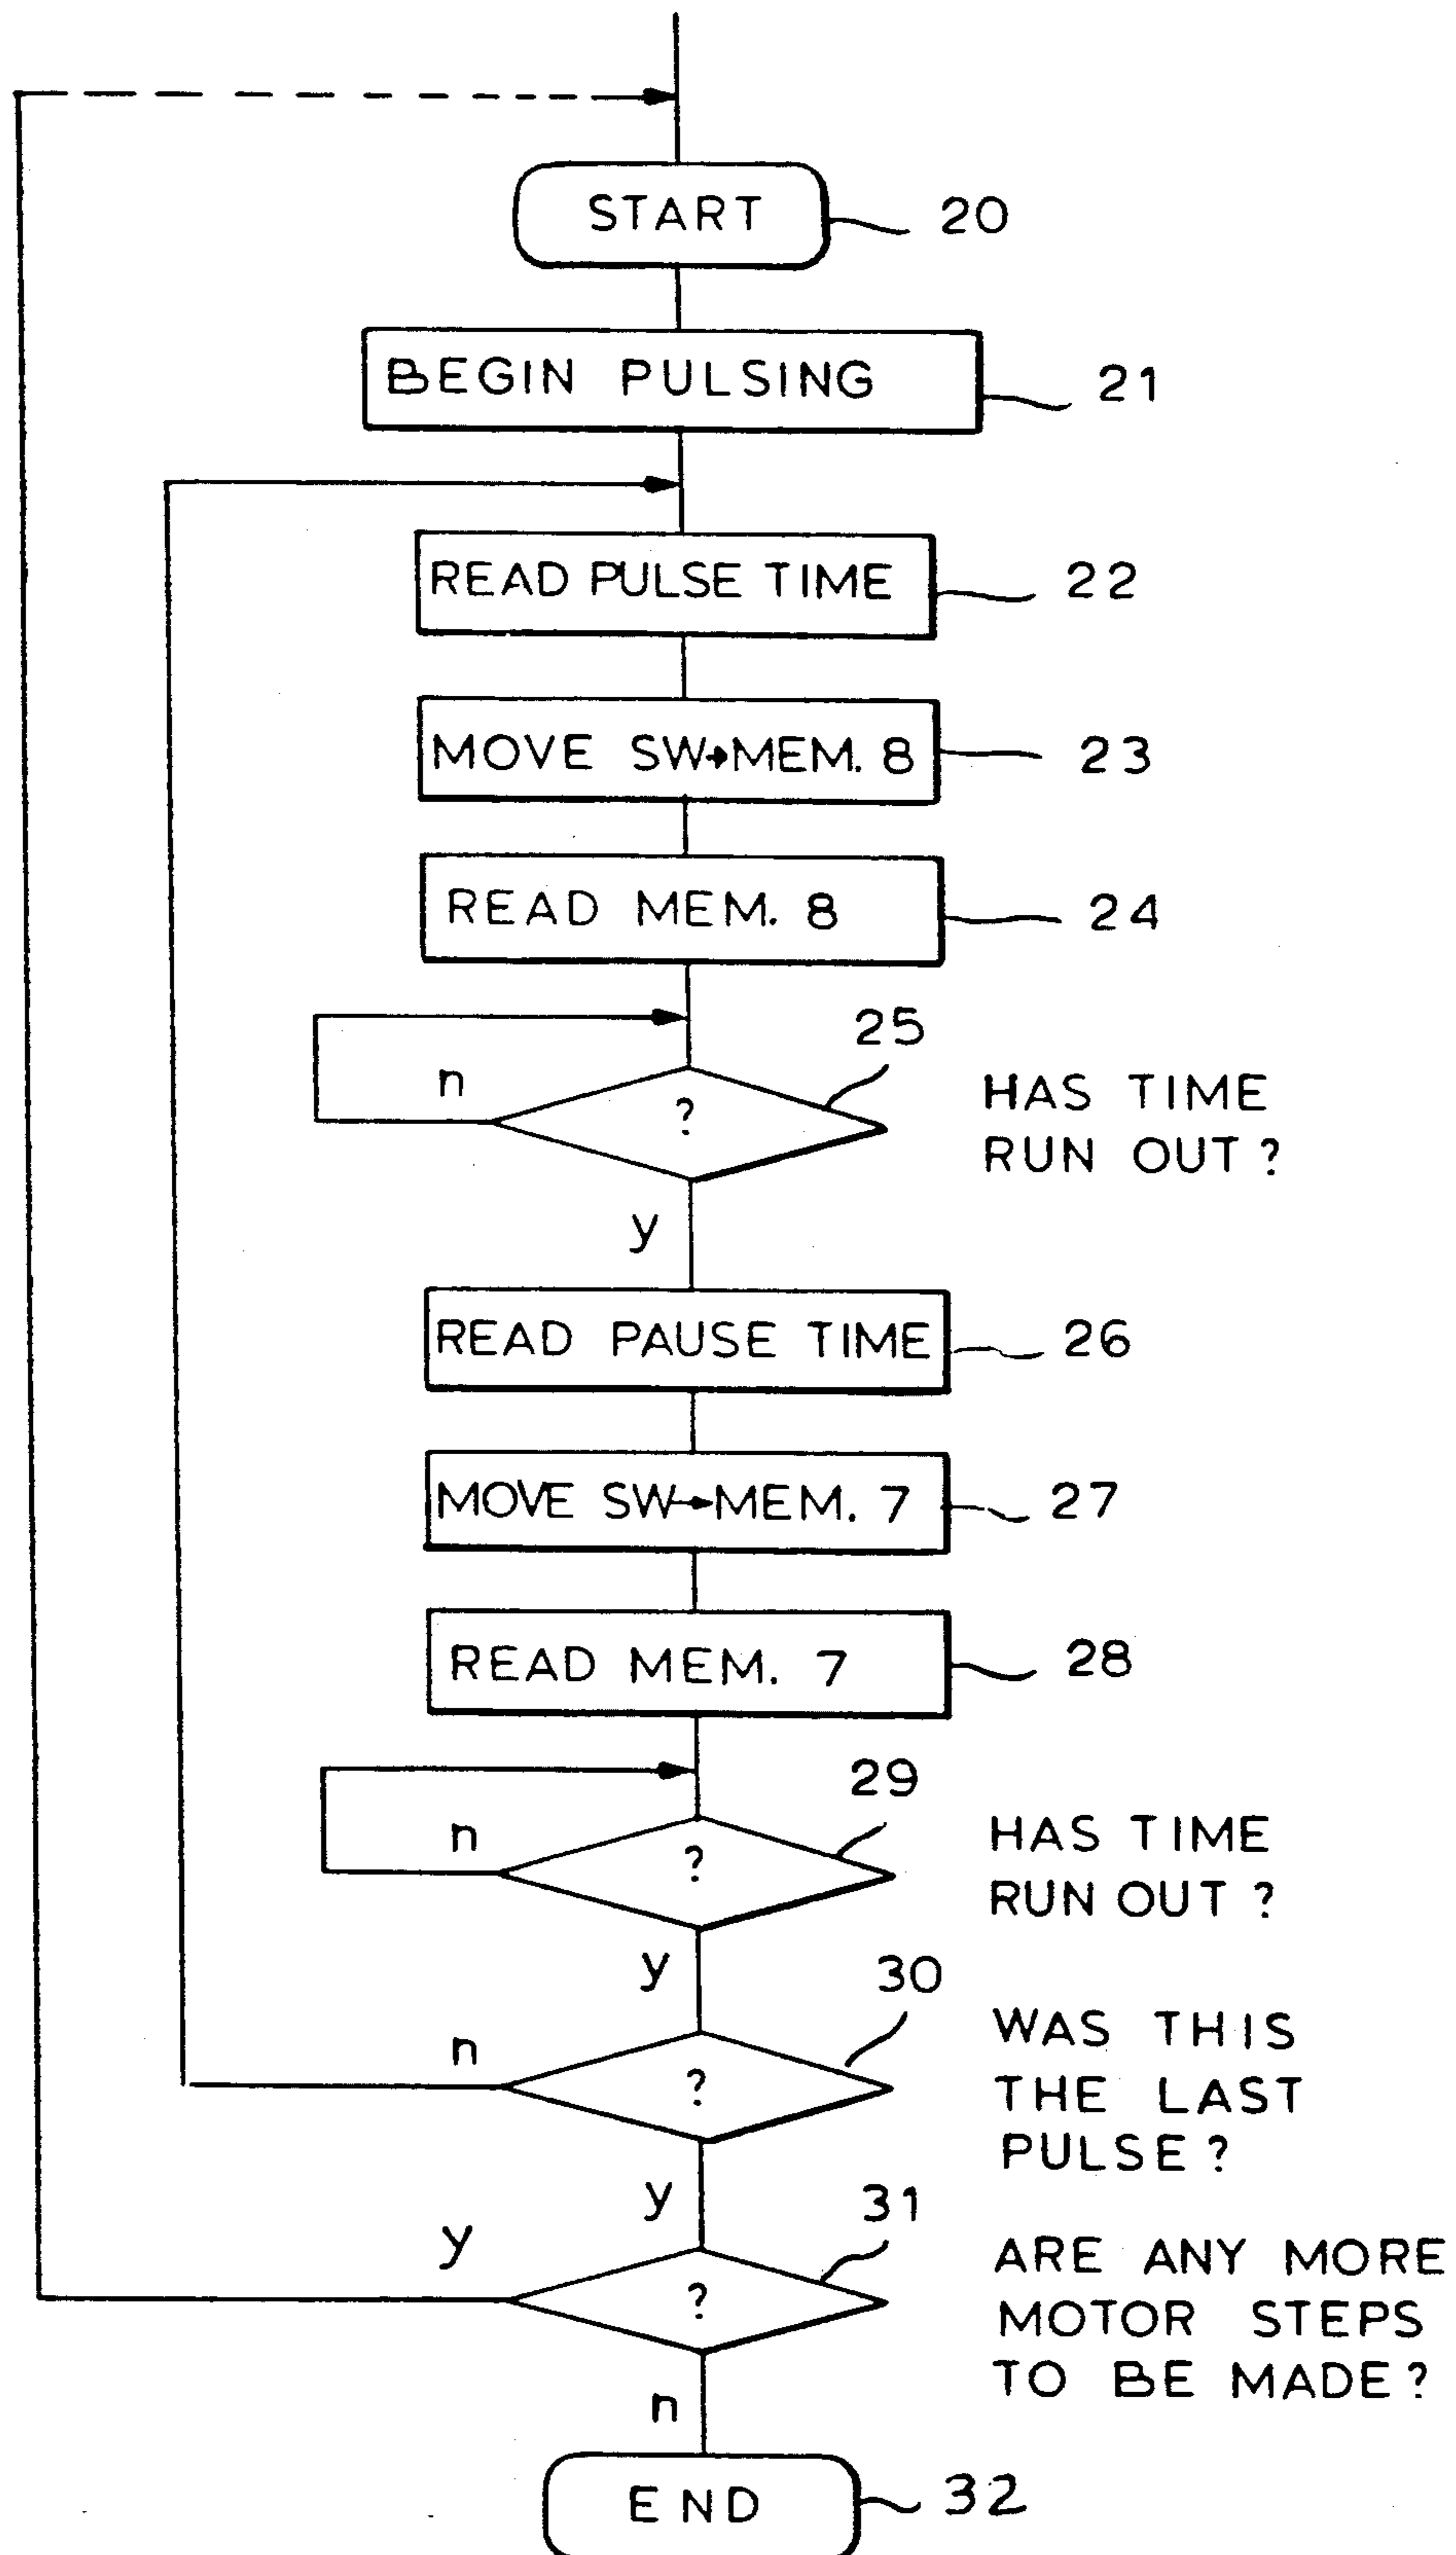 START
20
BEGIN PULSING
21
READ PULSE TIME
22
MOVE SW→MEM. 8
23
READ MEM. 8
24
25
n
?
HAS TIME
RUN OUT?
y
READ PAUSE TIME
26
MOVE SW→MEM. 7
27
READ MEM. 7
28
29
n
?
HAS TIME
RUN OUT?
y
30
n
?
WAS THIS
THE LAST
PULSE?
y
31
y
?
ARE ANY MORE
MOTOR STEPS
TO BE MADE?
n
END
32